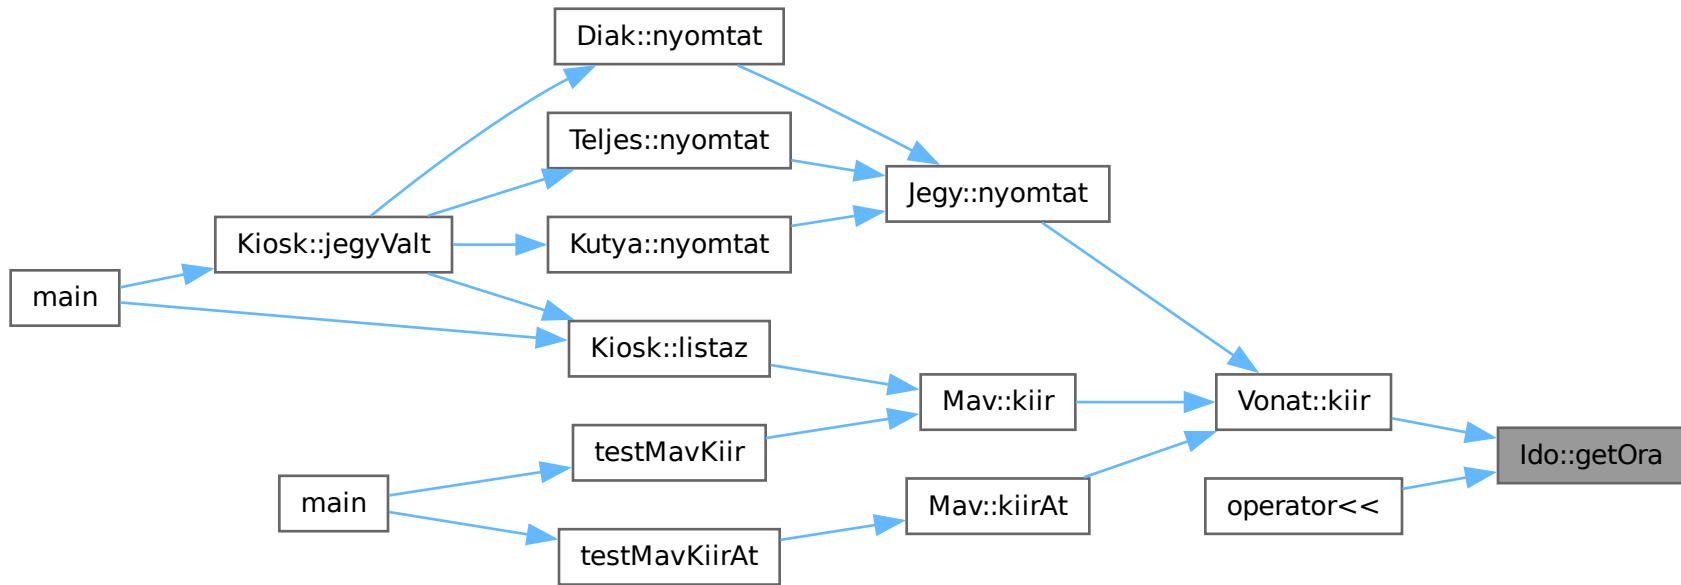 Diak::nyomtat
Teljes::nyomtat
Jegy::nyomtat
Kiosk::jegyValt
Kutya::nyomtat
main
Kiosk::listaz
Mav::kiir
Vonat::kiir
testMavKiir
Ido::getOra
main
Mav::kiirAt
operator<<
testMavKiirAt